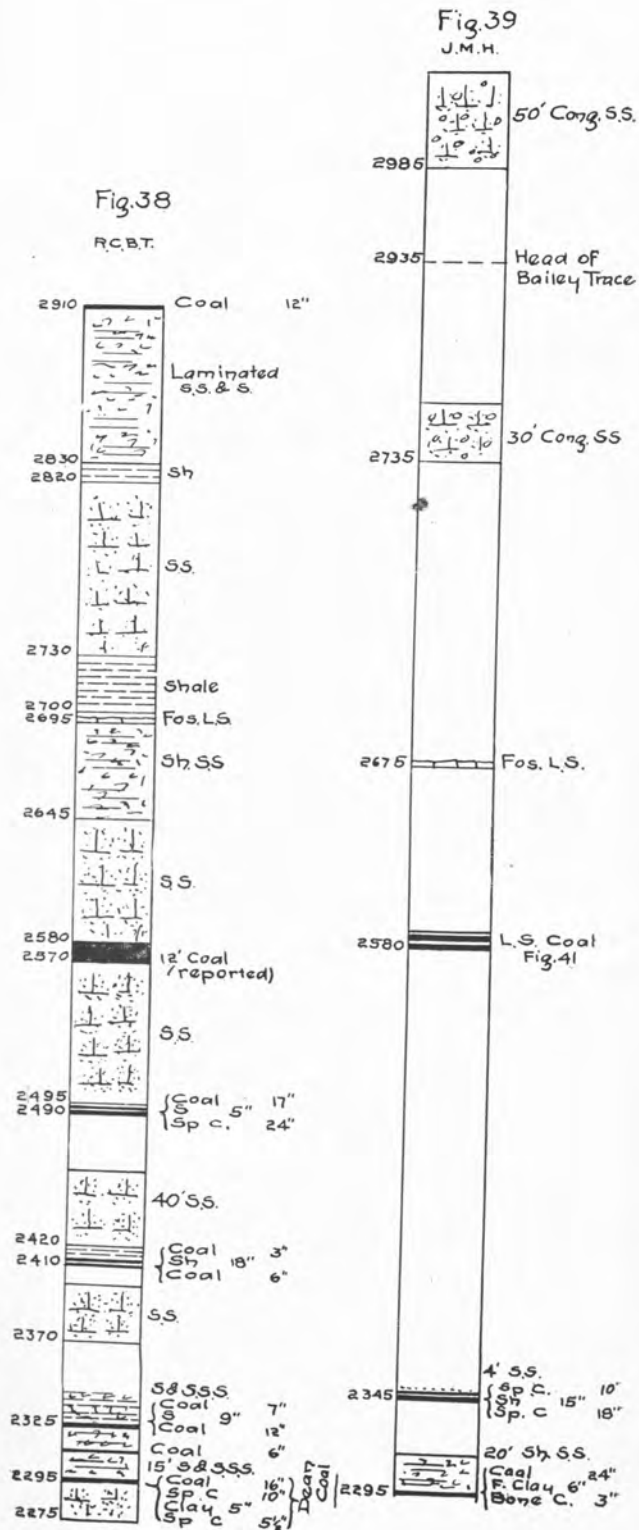 Fig.38
R.C.B.T.
2910 Coal 12"
Laminated
S.S. & S.
2830
2820 Sh
S.S.
2730
Shale
2700
2695 Fos. L.S.
Sh. S.S
2645
S.S.
2580
2570 12' Coal
(reported)
S.S.
2495 Coal 17"
2490 S 5"
Sp C. 24"
40' S.S.
2420 Coal 3"
2410 Sh 18"
Coal 6"
S.S.
2370
S & S.S.S.
Coal 7"
2325 S 9"
Coal 12"
Coal 6"
15' S & S.S.S.
2295 Coal 16"
Sp. C 10"
Clay 5"
2275 Sp C 5½"
Dean
Coal
Fig.39
J.M.H.
50' Cong. S.S.
2985
2935 Head of
Bailey Trace
30' Cong. SS
2735
2675 Fos. L.S.
2580 L.S. Coal
Fig.41
4' S.S.
2345 Sp C. 10"
Sh 15"
Sp. C 18"
20' Sh S.S.
Coal 24"
2295 F. Clay 6"
Bone C. 3"